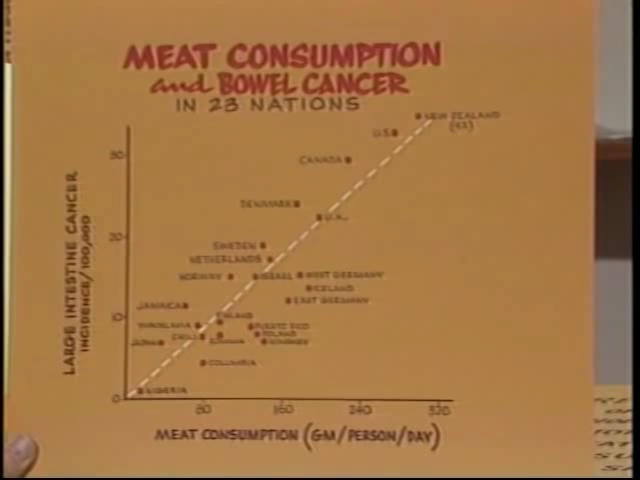 MEAT CONSUMPTION
and BOWEL CANCER
IN 23 NATIONS
NEW ZEALAND
(42)
U.S.
CANADA
30
DENMARK
U.K.
20
SWEDEN
NETHERLANDS
NORWAY
ISRAEL
WEST GERMANY
ICELAND
EAST GERMANY
JAMAICA
10
FINLAND
YUGOSLAVIA
PUERTO RICO
CHILE
POLAND
JAPAN
HUNGARY
COLUMBIA
NIGERIA
0
80
160
240
320
LARGE INTESTINE CANCER
INCIDENCE/100,000
MEAT CONSUMPTION (GM/PERSON/DAY)